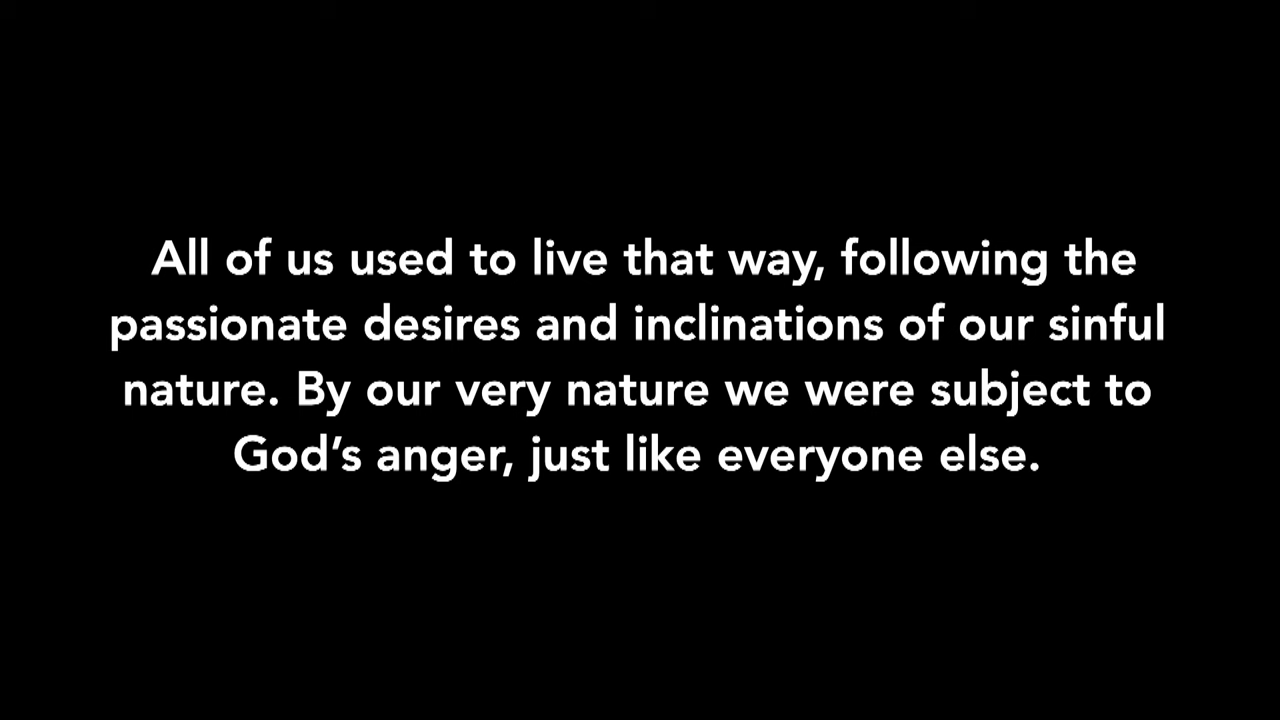 All of us used to live that way, following the
passionate desires and inclinations of our sinful
nature. By our very nature we were subject to
God’s anger, just like everyone else.